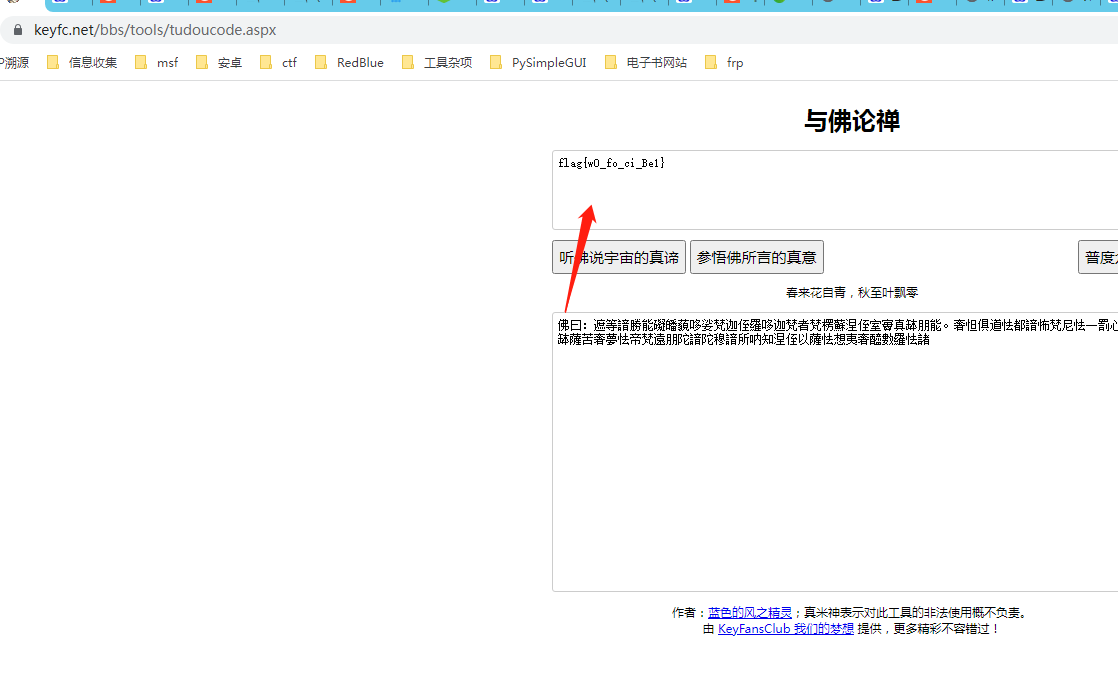 keyfc.net/bbs/tools/tudoucode.aspx
P溯源 信息收集 msf 安卓 ctf RedBlue 工具杂项 PySimpleGUI 电子书网站 frp
与佛论禅
flag{w0_fo_ci_Be1}
听佛说宇宙的真谛 参悟佛所言的真意 普度
春来花自青，秋至叶飘零
佛曰：遮等諳勝能礙皤藐哆娑梵迦侄羅哆迦梵者梵楞蘇涅侄室實真缽朋能。奢怛俱道怯都諳怖梵尼怯一罰心
缽薩苦奢夢怯帝梵遠朋陀諳陀穆諳所呐知涅侄以薩怯想夷奢醯數羅怯諸
作者：蓝色的风之精灵；真米神表示对此工具的非法使用概不负责。
由 KeyFansClub 我们的梦想 提供，更多精彩不容错过！